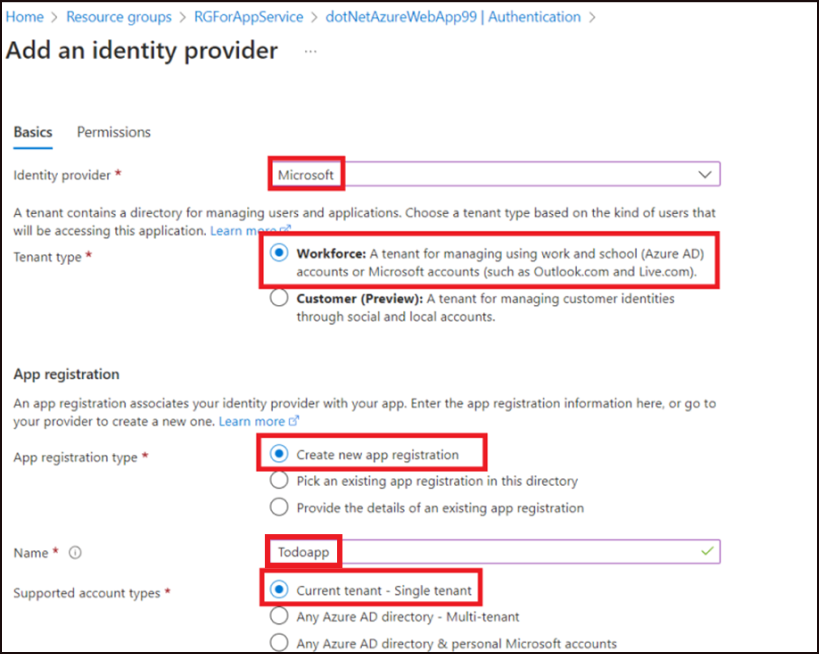 Home > Resource groups > RGForAppService > dotNetAzureWebApp99 | Authentication >
Add an identity provider ...
Basics Permissions
Identity provider * Microsoft
A tenant contains a directory for managing users and applications. Choose a tenant type based on the kind of users that
will be accessing this application. Learn more
Tenant type * Workforce: A tenant for managing using work and school (Azure AD)
accounts or Microsoft accounts (such as Outlook.com and Live.com).
Customer (Preview): A tenant for managing customer identities
through social and local accounts.
App registration
An app registration associates your identity provider with your app. Enter the app registration information here, or go to
your provider to create a new one. Learn more
App registration type * Create new app registration
Pick an existing app registration in this directory
Provide the details of an existing app registration
Name * Todoapp
Supported account types * Current tenant - Single tenant
Any Azure AD directory - Multi-tenant
Any Azure AD directory & personal Microsoft accounts